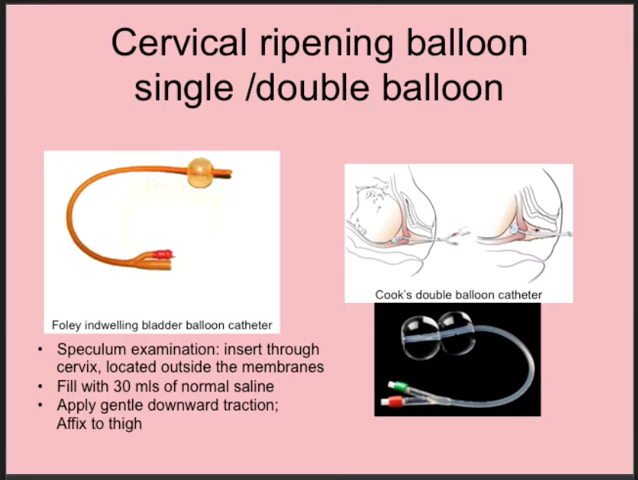 Cervical ripening balloon
single /double balloon
Foley indwelling bladder balloon catheter
Cook's double balloon catheter
• Speculum examination: insert through
cervix, located outside the membranes
• Fill with 30 mls of normal saline
• Apply gentle downward traction;
Affix to thigh